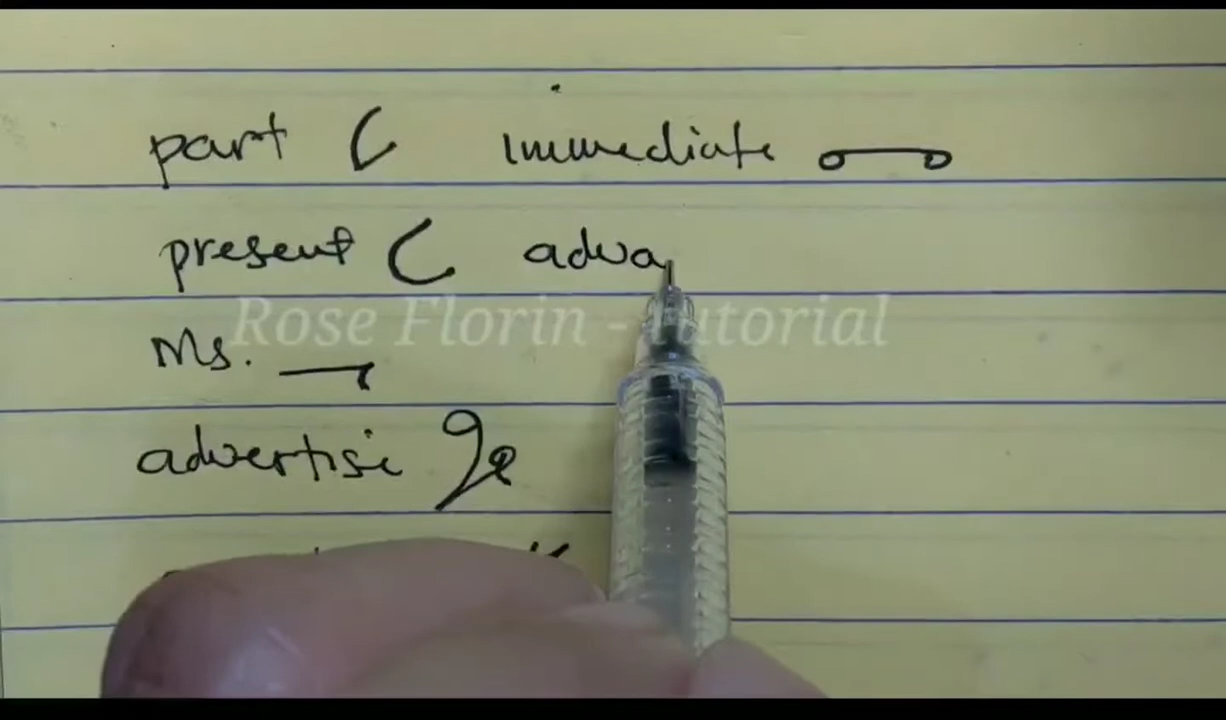 part immediate
present adva
Rose Florin - Tutorial
Ms.
advertise